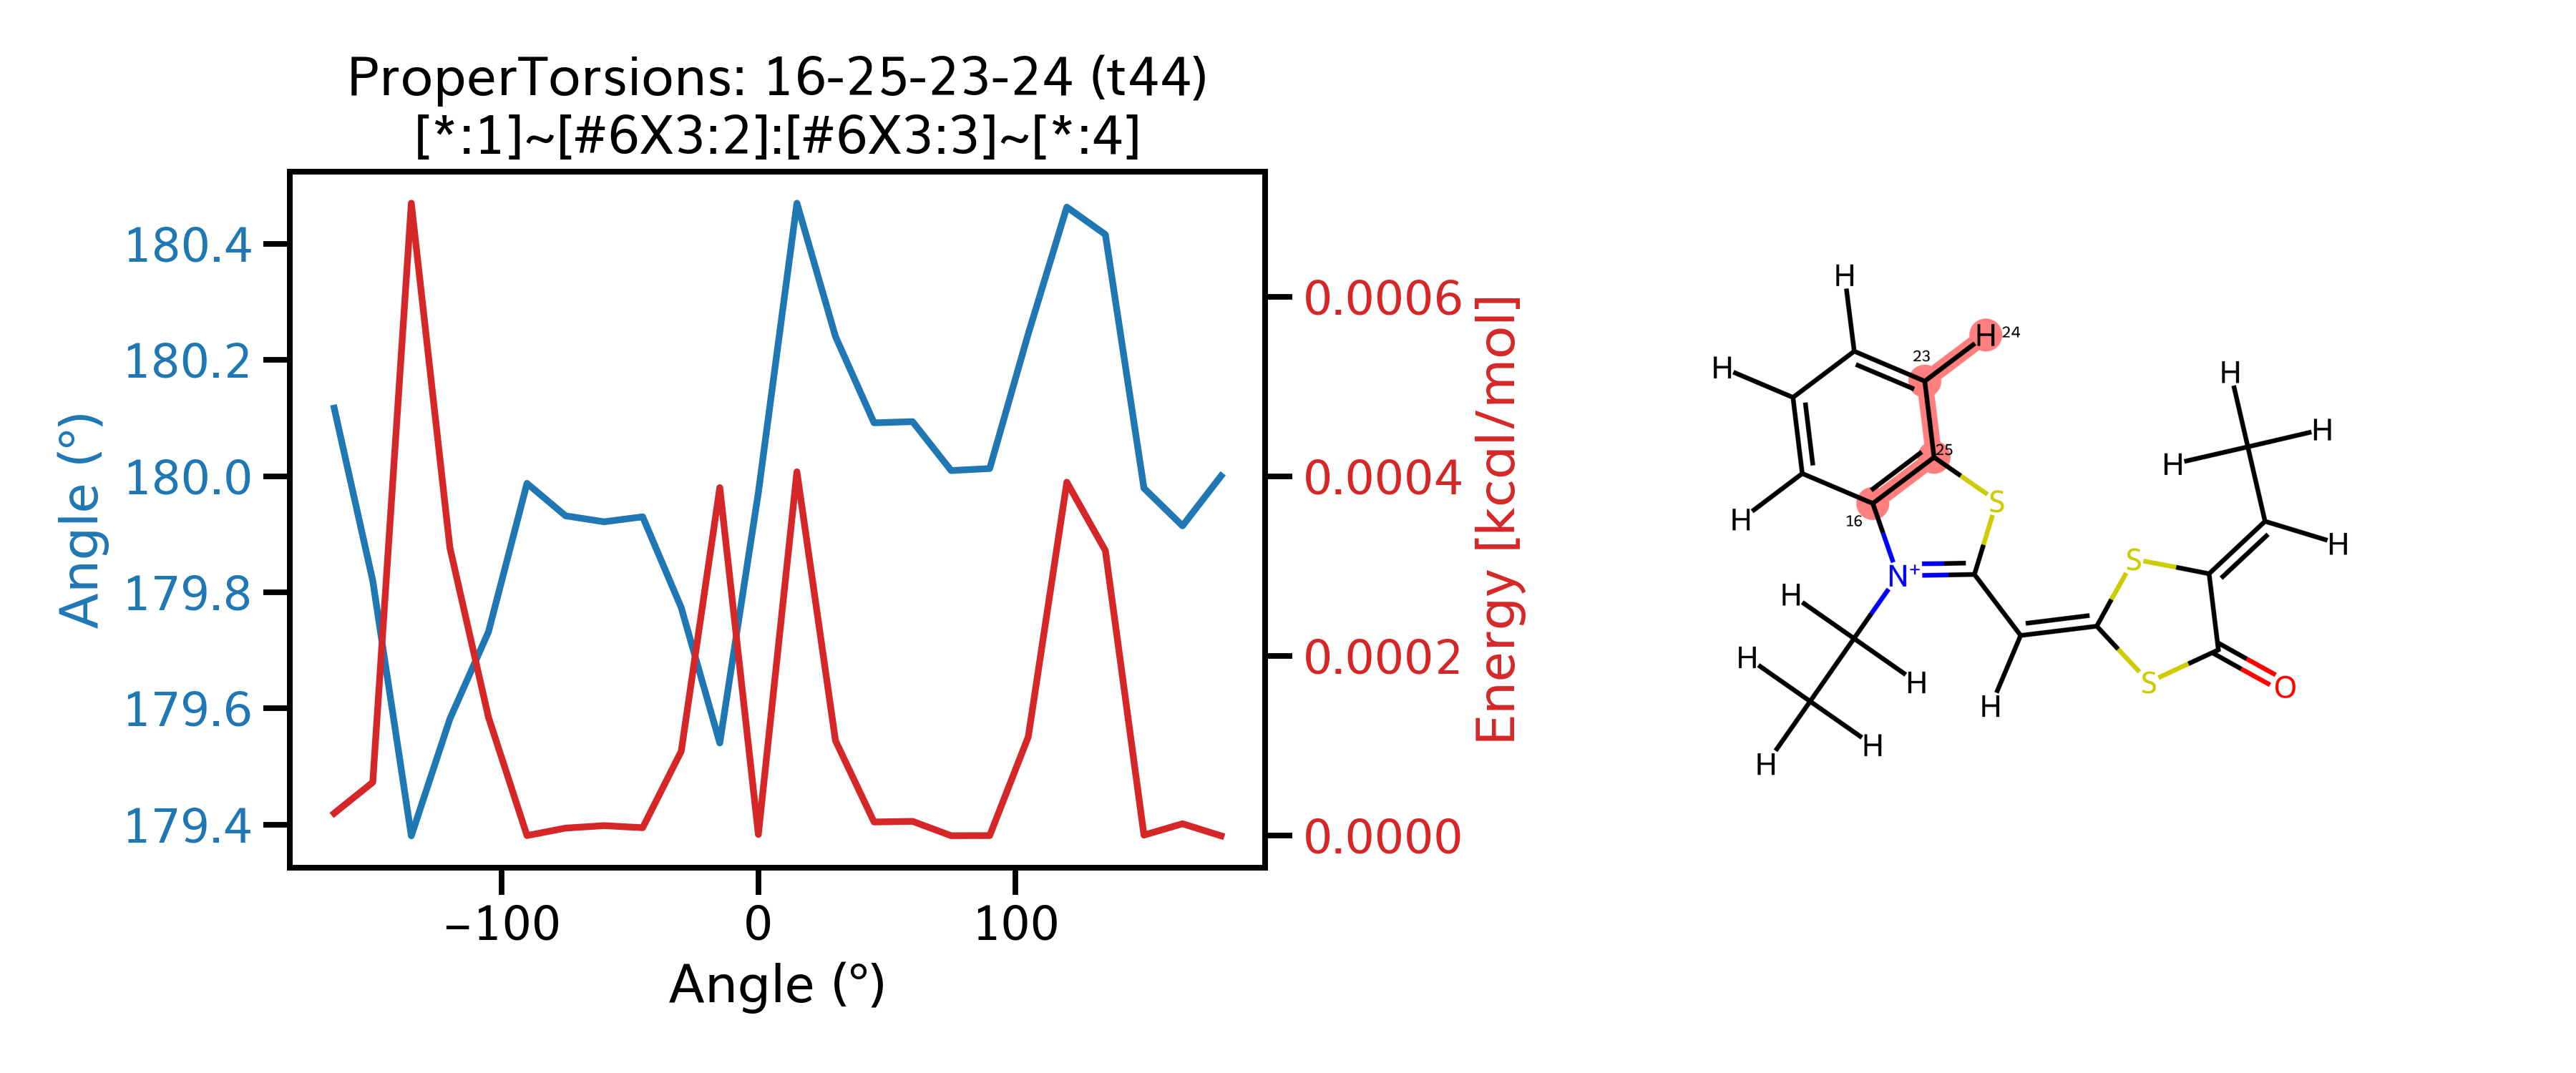 ProperTorsions: 16-25-23-24 (t44)
[*:1]~[#6X3:2]:[#6X3:3]~[*:4]
180.4
180.2
180.0
179.8
179.6
179.4
Angle (°)
−100
0
100
Angle (°)
0.0006
0.0004
0.0002
0.0000
Energy [kcal/mol]
H
H 24
23
H
H
H
25
H
S
H
16
H
S
N+
H
H
H
H
S
O
H
H
H